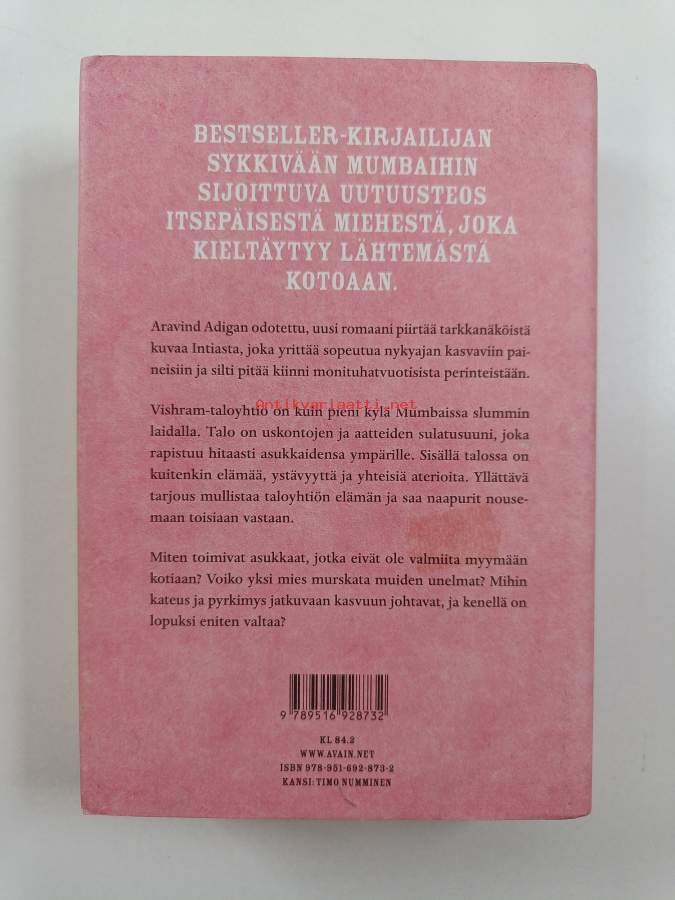 BESTSELLER-KIRJAILIJAN
SYKKIVÄÄN MUMBAIHIN
SIJOITTUVA UUTUUSTEOS
ITSEPÄISESTÄ MIEHESTÄ, JOKA
KIELTÄYTYY LÄHTEMÄSTÄ
KOTOAAN.
Aravind Adigan odotettu, uusi romaani piirtää tarkkanäköistä
kuvaa Intiasta, joka yrittää sopeutua nykyajan kasvaviin pai-
neisiin ja silti pitää kiinni monituhatvuotisista perinteistään.
Antikvariaatti.net
Vishram-taloyhtiö on kuin pieni kylä Mumbaissa slummin
laidalla. Talo on uskontojen ja aatteiden sulatusuuni, joka
rapistuu hitaasti asukkaidensa ympärille. Sisällä talossa on
kuitenkin elämää, ystävyyttä ja yhteisiä aterioita. Yllättävä
tarjous mullistaa taloyhtiön elämän ja saa naapurit nouse-
maan toisiaan vastaan.
Miten toimivat asukkaat, jotka eivät ole valmiita myymään
kotiaan? Voiko yksi mies murskata muiden unelmat? Mihin
kateus ja pyrkimys jatkuvaan kasvuun johtavat, ja kenellä on
lopuksi eniten valtaa?
9 789516 928732
KL 84.2
WWW.AVAIN.NET
ISBN 978-951-692-873-2
KANSI: TIMO NUMMINEN